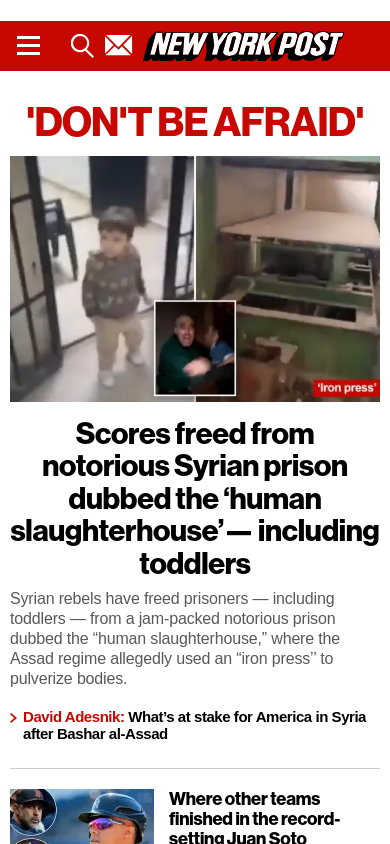 NEW YORK POST
'DON'T BE AFRAID'
'Iron press'
Scores freed from
notorious Syrian prison
dubbed the ‘human
slaughterhouse’ — including
toddlers
Syrian rebels have freed prisoners — including
toddlers — from a jam-packed notorious prison
dubbed the “human slaughterhouse,” where the
Assad regime allegedly used an “iron press’’ to
pulverize bodies.
David Adesnik: What’s at stake for America in Syria
after Bashar al-Assad
Where other teams
finished in the record-
setting Juan Soto